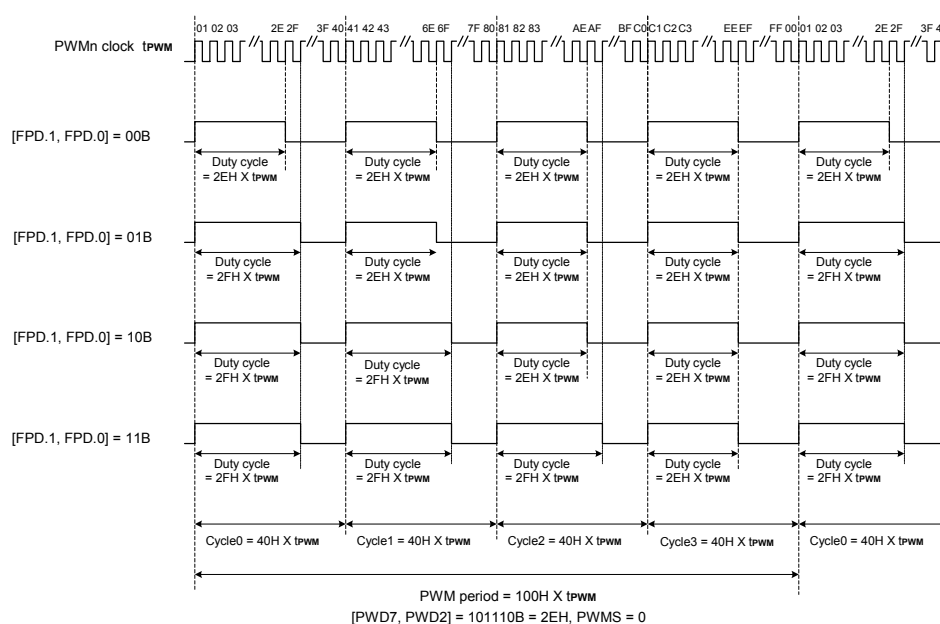 01 02 03 2E 2F 3F 40 41 42 43 6E 6F 7F 80 81 82 83 AE AF BF C0 C1 C2 C3 EE EF FF 00 01 02 03 2E 2F 3F 4
PWMn clock tPWM
[FPD.1, FPD.0] = 00B
Duty cycle Duty cycle Duty cycle Duty cycle Duty cycle
= 2EH X tPWM = 2EH X tPWM = 2EH X tPWM = 2EH X tPWM = 2EH X tPWM
[FPD.1, FPD.0] = 01B
Duty cycle Duty cycle Duty cycle Duty cycle Duty cycle
= 2FH X tPWM = 2EH X tPWM = 2EH X tPWM = 2EH X tPWM = 2FH X tPWM
[FPD.1, FPD.0] = 10B
Duty cycle Duty cycle Duty cycle Duty cycle Duty cycle
= 2FH X tPWM = 2FH X tPWM = 2EH X tPWM = 2EH X tPWM = 2FH X tPWM
[FPD.1, FPD.0] = 11B
Duty cycle Duty cycle Duty cycle Duty cycle Duty cycle
= 2FH X tPWM = 2FH X tPWM = 2FH X tPWM = 2EH X tPWM = 2FH X tPWM
Cycle0 = 40H X tPWM Cycle1 = 40H X tPWM Cycle2 = 40H X tPWM Cycle3 = 40H X tPWM Cycle0 = 40H X tPWM
PWM period = 100H X tPWM
[PWD7, PWD2] = 101110B = 2EH, PWMS = 0